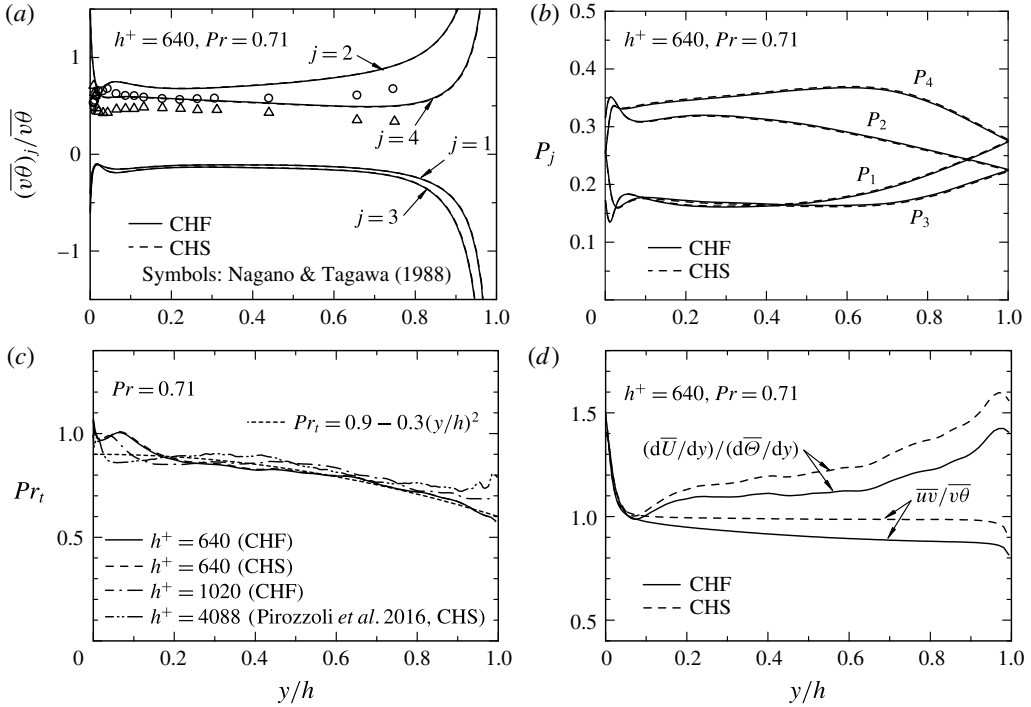 (a)
h⁺ = 640, Pr = 0.71
j = 2
j = 4
j = 1
j = 3
CHF
CHS
Symbols: Nagano & Tagawa (1988)
1
0
−1
(v̅θ̅)ⱼ/v̅θ̅
0 0.2 0.4 0.6 0.8 1.0
(b)
h⁺ = 640, Pr = 0.71
P₄
P₂
P₁
P₃
CHF
CHS
0.5
0.4
0.3
0.2
0.1
Pⱼ
0 0.2 0.4 0.6 0.8 1.0
(c)
Pr = 0.71
Prₜ = 0.9 − 0.3(y/h)²
h⁺ = 640 (CHF)
h⁺ = 640 (CHS)
h⁺ = 1020 (CHF)
h⁺ = 4088 (Pirozzoli et al. 2016, CHS)
1.0
0.5
Prₜ
0 0.2 0.4 0.6 0.8 1.0
y/h
(d)
h⁺ = 640, Pr = 0.71
(dU̅/dy)/(dΘ̅/dy)
u̅v̅/v̅θ̅
CHF
CHS
1.5
1.0
0.5
0 0.2 0.4 0.6 0.8 1.0
y/h